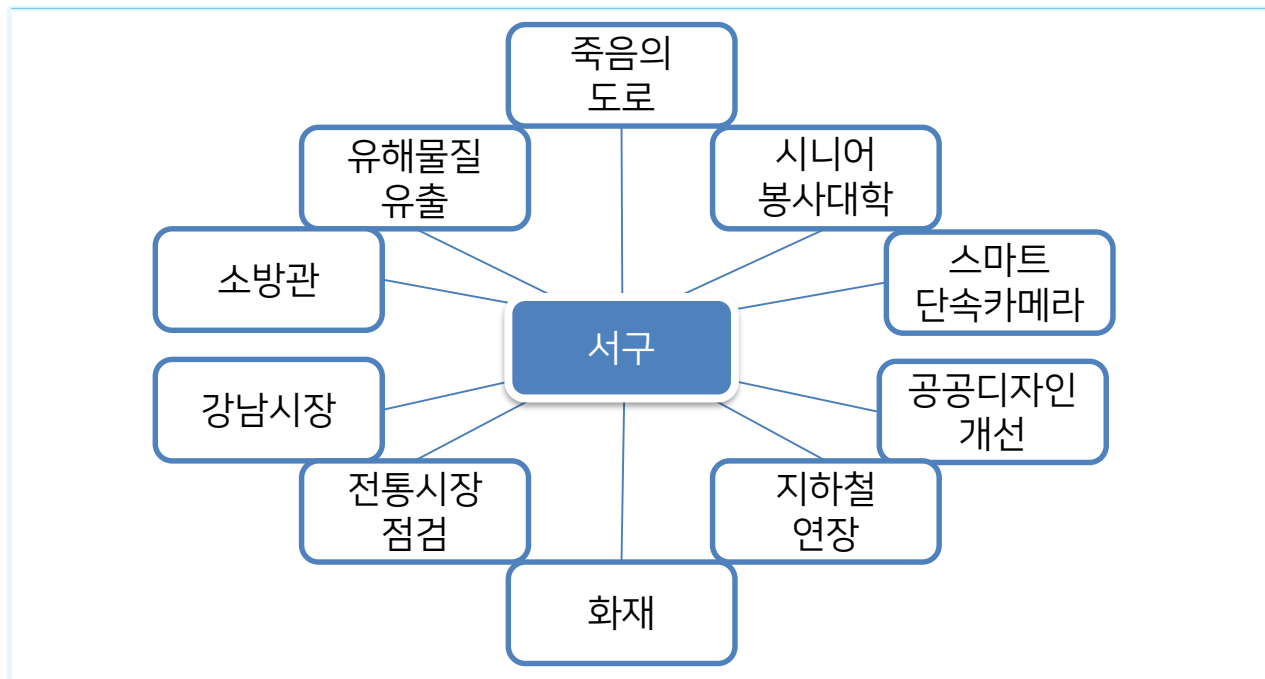 죽음의
도로
유해물질
유출
시니어
봉사대학
소방관
스마트
단속카메라
서구
강남시장
공공디자인
개선
전통시장
점검
지하철
연장
화재